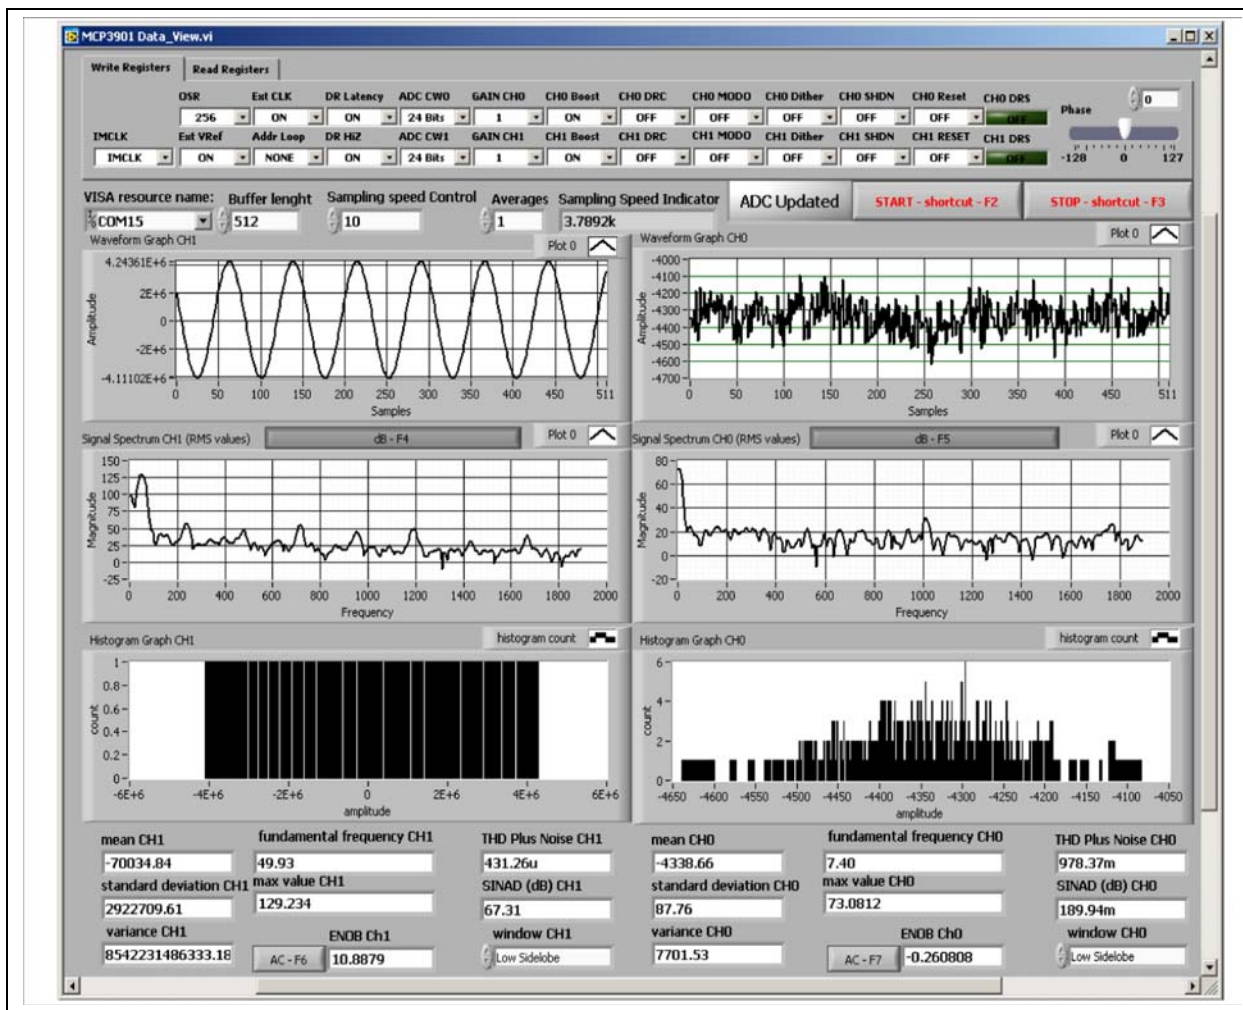 MCP3901 Data_View.vi
Write Registers Read Registers
OSR Ext CLK DR Latency ADC CW0 GAIN CH0 CH0 Boost CH0 DRC CH0 MOD0 CH0 Dither CH0 SHDN CH0 Reset CH0 DRS
256 ON ON 24 Bits 1 ON OFF OFF OFF OFF OFF OFF
Phase 0
IMCLK Ext VRef Addr Loop DR HiZ ADC CW1 GAIN CH1 CH1 Boost CH1 DRC CH1 MOD0 CH1 Dither CH1 SHDN CH1 RESET CH1 DRS
IMCLK ON NONE ON 24 Bits 1 ON OFF OFF OFF OFF OFF OFF
-128 0 127
VISA resource name: Buffer lenght Sampling speed Control Averages Sampling Speed Indicator
COM15 512 10 1 3.7892k
ADC Updated START - shortcut - F2 STOP - shortcut - F3
Waveform Graph CH1 Plot 0
4.24361E+6
2E+6
0
-2E+6
-4.11102E+6
Amplitude
0 50 100 150 200 250 300 350 400 450 511
Samples
Waveform Graph CH0 Plot 0
-4000
-4100
-4200
-4300
-4400
-4500
-4600
-4700
Amplitude
0 50 100 150 200 250 300 350 400 450 511
Samples
Signal Spectrum CH1 (RMS values) dB - F4 Plot 0
150
125
100
75
50
25
0
-25
Magnitude
0 200 400 600 800 1000 1200 1400 1600 1800 2000
Frequency
Signal Spectrum CH0 (RMS values) dB - F5 Plot 0
80
60
40
20
0
-20
Magnitude
0 200 400 600 800 1000 1200 1400 1600 1800 2000
Frequency
Histogram Graph CH1 histogram count
1
0.8
0.6
0.4
0.2
0
count
-6E+6 -4E+6 -2E+6 0 2E+6 4E+6 6E+6
amplitude
Histogram Graph CH0 histogram count
6
4
2
0
count
-4650 -4600 -4550 -4500 -4450 -4400 -4350 -4300 -4250 -4200 -4150 -4100 -4050
amplitude
mean CH1 fundamental frequency CH1 THD Plus Noise CH1
-70034.84 49.93 431.26u
standard deviation CH1 max value CH1 SINAD (dB) CH1
2922709.61 129.234 67.31
variance CH1 ENOB Ch1 window CH1
8542231486333.18 AC - F6 10.8879 Low Sidelobe
mean CH0 fundamental frequency CH0 THD Plus Noise CH0
-4338.66 7.40 978.37m
standard deviation CH0 max value CH0 SINAD (dB) CH0
87.76 73.0812 189.94m
variance CH0 ENOB Ch0 window CH0
7701.53 AC - F7 -0.260808 Low Sidelobe